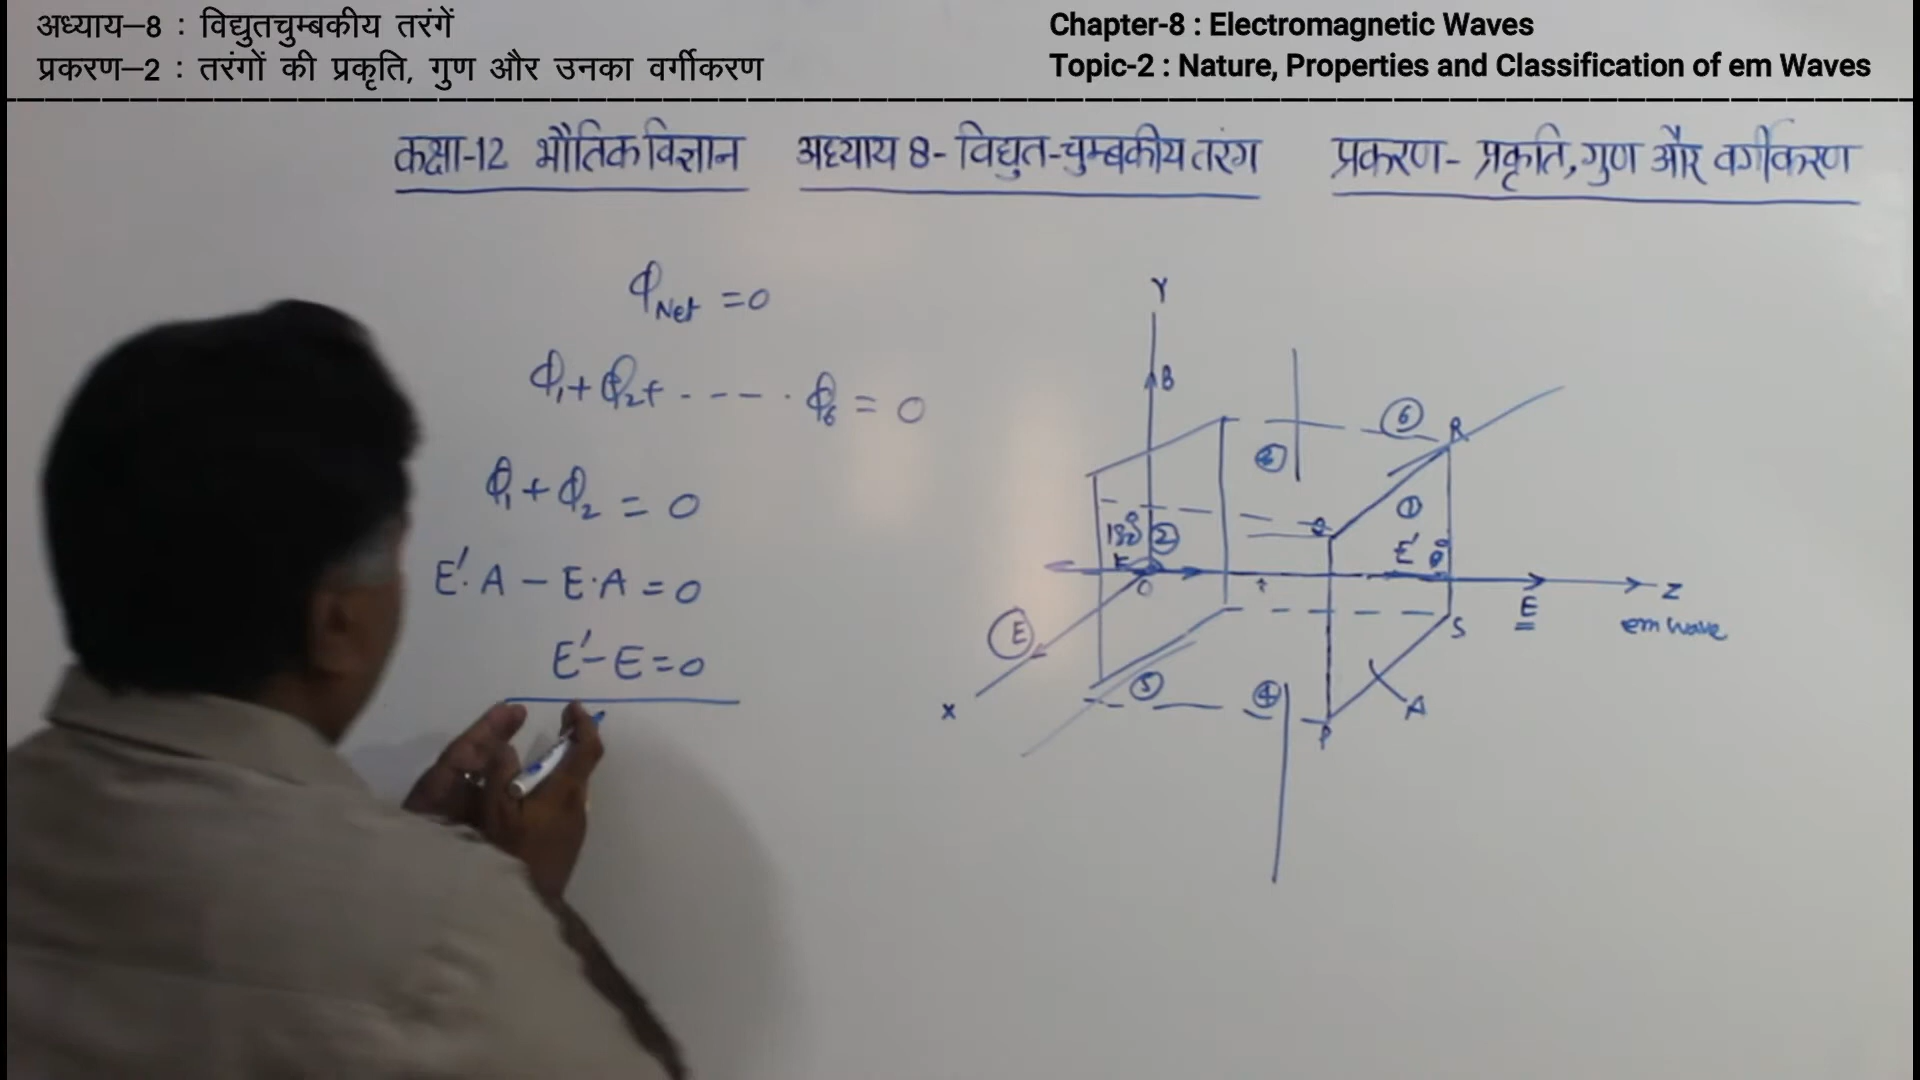 अध्याय–8 : विद्युतचुम्बकीय तरंगें
प्रकरण–2 : तरंगों की प्रकृति, गुण और उनका वर्गीकरण
Chapter-8 : Electromagnetic Waves
Topic-2 : Nature, Properties and Classification of em Waves
कक्षा-12 भौतिक विज्ञान अध्याय 8- विद्युत-चुम्बकीय तरंग प्रकरण- प्रकृति, गुण और वर्गीकरण
Φ_Net = 0
Φ₁ + Φ₂ + - - - - . Φ₆ = 0
Φ₁ + Φ₂ = 0
E'. A – E. A = 0
E' – E = 0
Y
B
6
R
1
180°
2
E'
O
Z
E
E
em wave
S
5
4
A
X
P